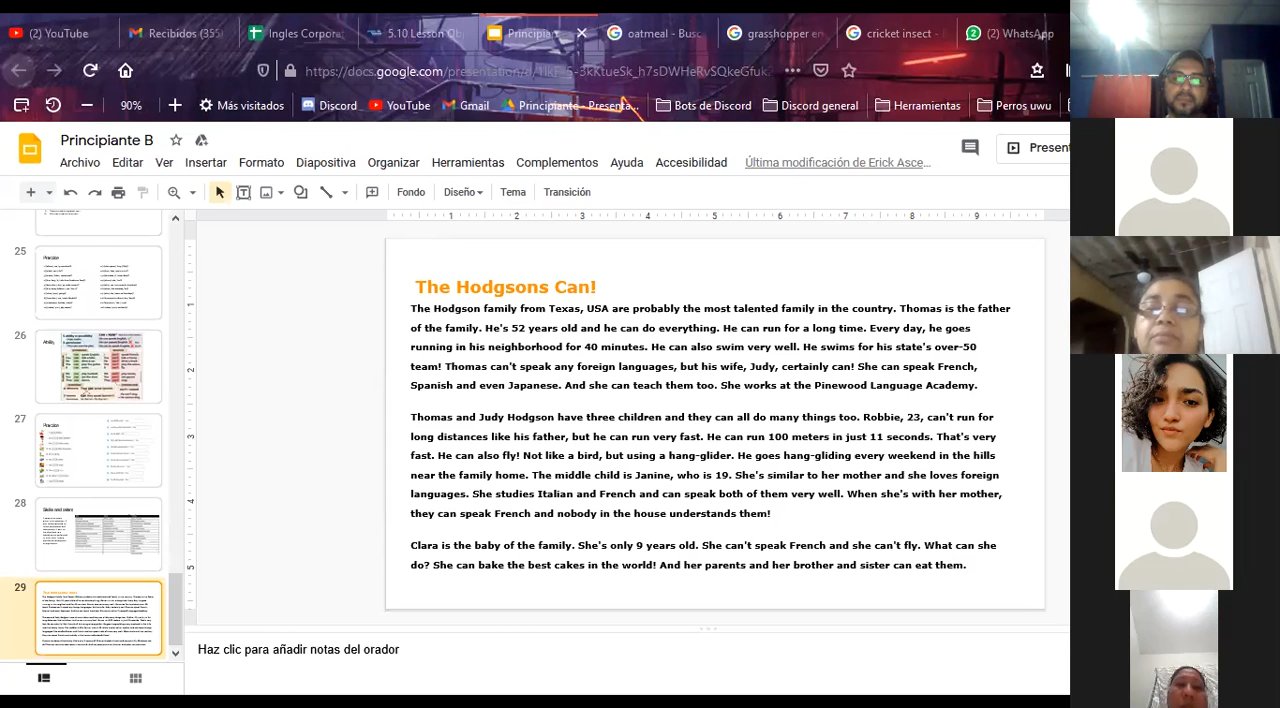 (2) YouTube
Recibidos (355
Ingles Corpora
5.10 Lesson Ob
Principian
oatmeal - Busc
grasshopper en
cricket insect - B
(2) WhatsApp
90%
Más visitados
Discord
YouTube
Gmail
Principiante - Presenta...
Bots de Discord
Discord general
Herramientas
Perros uwu
Principiante B
Archivo Editar Ver Insertar Formato Diapositiva Organizar Herramientas Complementos Ayuda Accesibilidad Última modificación de Erick Asce...
Present
Fondo Diseño Tema Transición
1 2 3 4 5 6 7 8 9
25
26
Ability
27
28
29
The Hodgsons Can!
The Hodgson family from Texas, USA are probably the most talented family in the country. Thomas is the father
of the family. He's 52 years old and he can do everything. He can run for a long time. Every day, he goes
running in his neighborhod for 40 minutes. He can also swim very well. He swims for his state's over-50
team! Thomas can't speak any foreign languages, but his wife, Judy, certainly can! She can speak French,
Spanish and even Japanese. And she can teach them too. She works at the Pinewood Language Academy.
Thomas and Judy Hodgson have three children and they can all do many things too. Robbie, 23, can't run for
long distances like his father, but he can run very fast. He can run 100 meters in just 11 seconds. That's very
fast. He can also fly! Not like a bird, but using a hang-glider. He goes hang-gliding every weekend in the hills
near the family home. The middle child is Janine, who is 19. She's similar to her mother and she loves foreign
languages. She studies Italian and French and can speak both of them very well. When she's with her mother,
they can speak French and nobody in the house understands them!
Clara is the baby of the family. She's only 9 years old. She can't speak French and she can't fly. What can she
do? She can bake the best cakes in the world! And her parents and her brother and sister can eat them.
Haz clic para añadir notas del orador